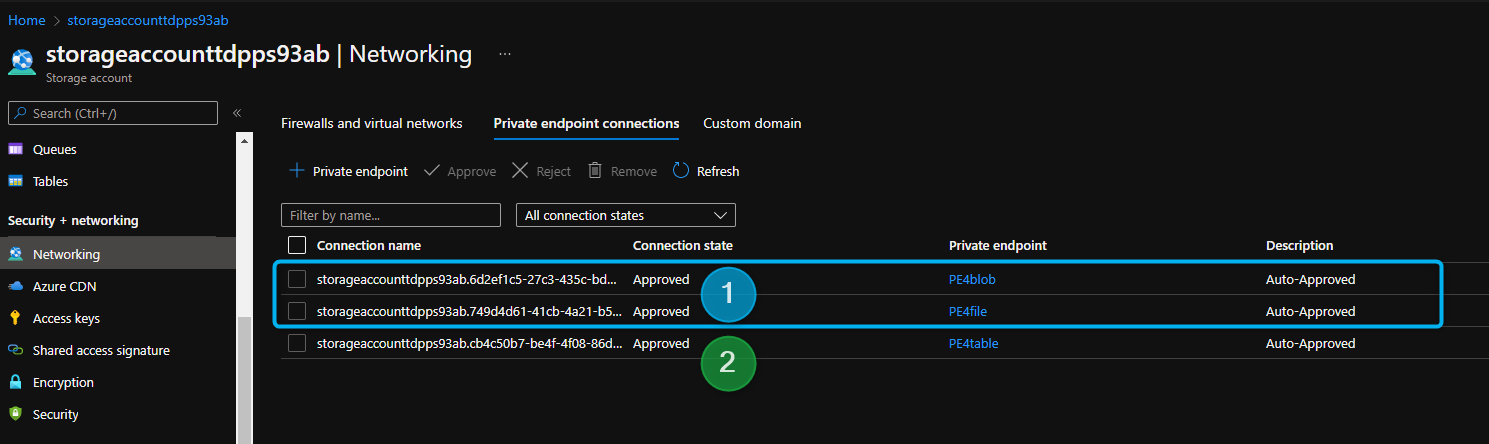 Home > storageaccounttdpps93ab
storageaccounttdpps93ab | Networking ...
Storage account
Search (Ctrl+/) «
Queues
Tables
Security + networking
Networking
Azure CDN
Access keys
Shared access signature
Encryption
Security
Firewalls and virtual networks Private endpoint connections Custom domain
+ Private endpoint Approve Reject Remove Refresh
Filter by name... All connection states
Connection name Connection state Private endpoint Description
storageaccounttdpps93ab.6d2ef1c5-27c3-435c-bd... Approved PE4blob Auto-Approved
1
storageaccounttdpps93ab.749d4d61-41cb-4a21-b5... Approved PE4file Auto-Approved
storageaccounttdpps93ab.cb4c50b7-be4f-4f08-86d... Approved PE4table Auto-Approved
2